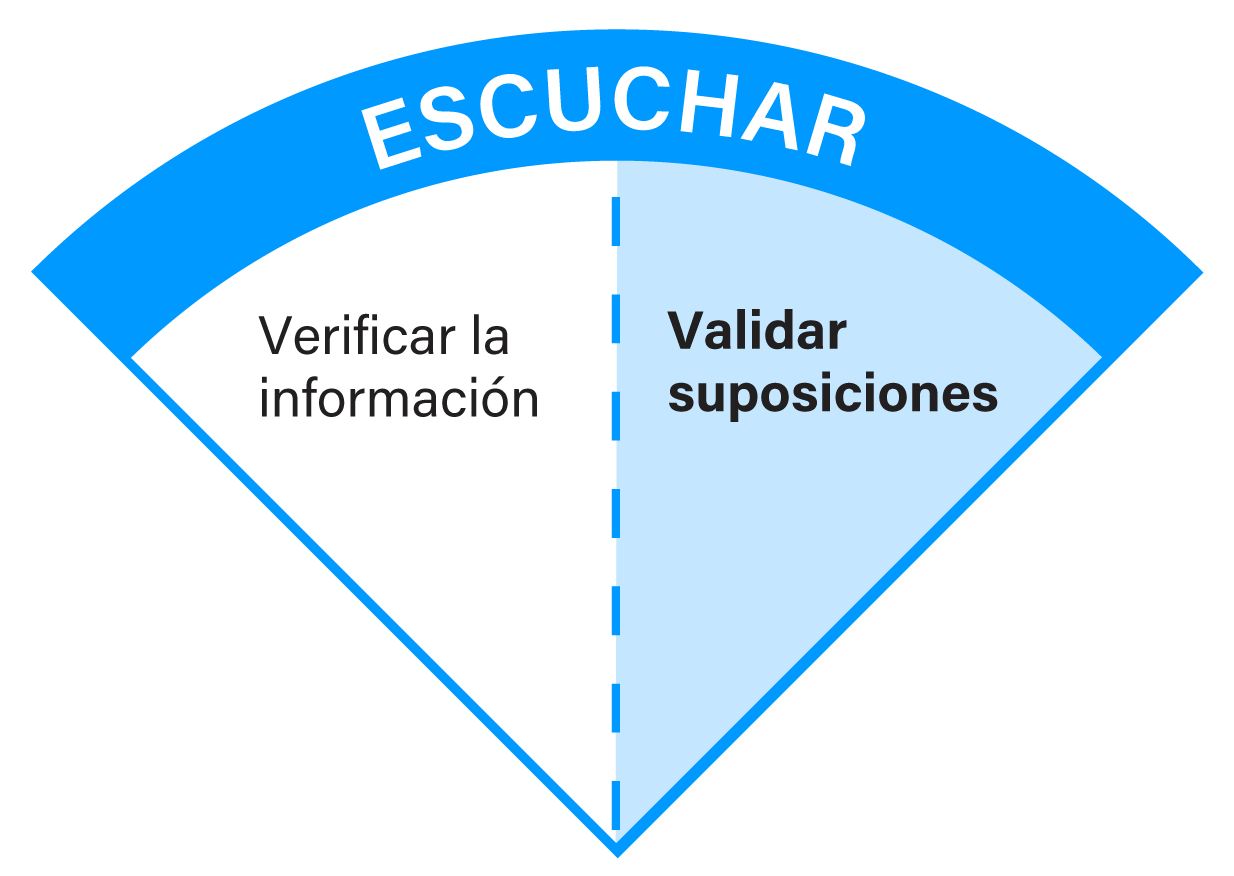 ESCUCHAR
Verificar la
información
Validar
suposiciones